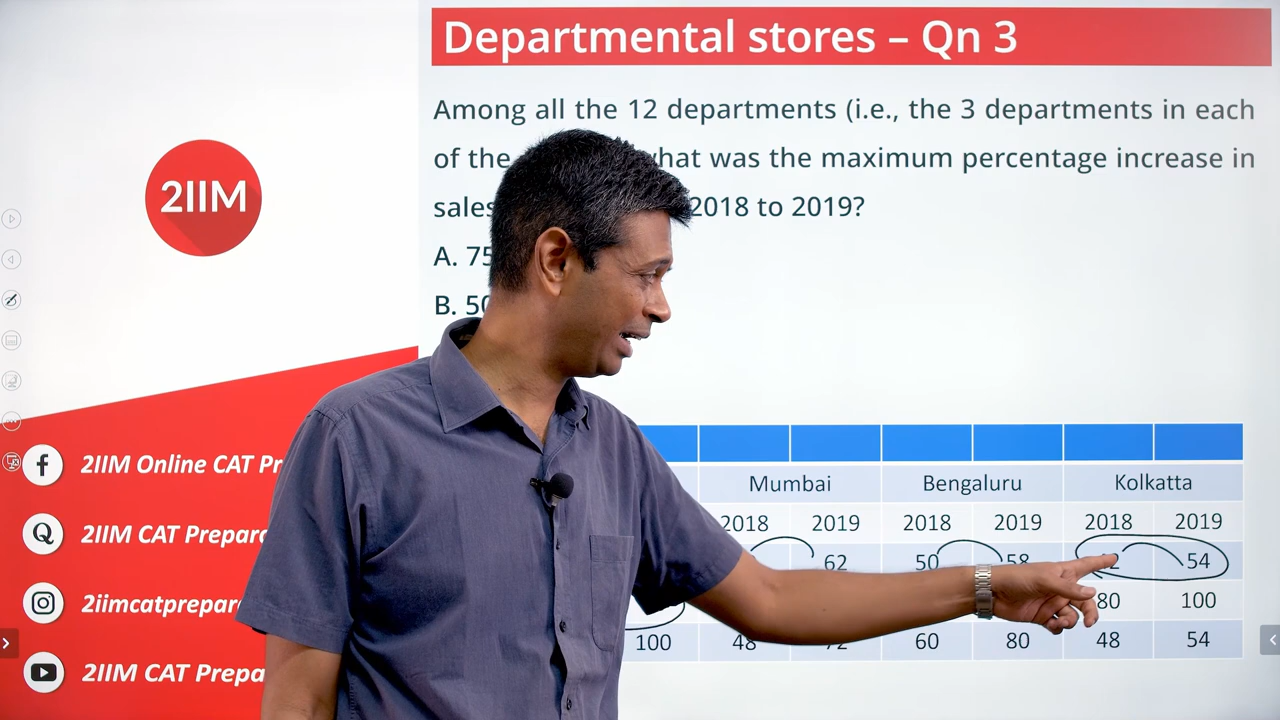 Departmental stores – Qn 3
Among all the 12 departments (i.e., the 3 departments in each
of the what was the maximum percentage increase in
sales 2018 to 2019?
A. 75
B. 50
2IIM
2IIM Online CAT
2IIM CAT
2iimcatprepar
2IIM CAT
Mumbai Bengaluru Kolkatta
2018 2019 2018 2019 2018 2019
62 50 58 54
80 100
100 48 72 60 80 48 54